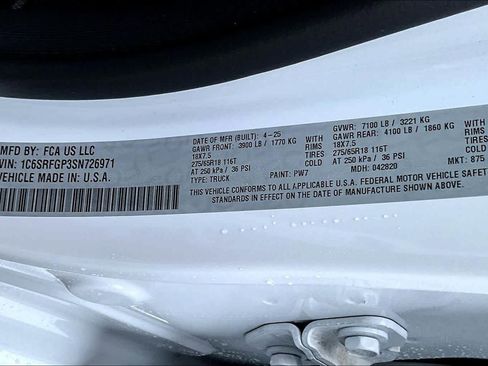 MFD BY: FCA US LLC
VIN: 1C6SRFGP3SN726971
VEHICLE MADE IN U.S.A.
DATE OF MFR (BUILT): 4-25
GAWR FRONT: 3900 LB / 1770 KG
18X7.5
275/65R18 116T
AT 250 kPa / 36 PSI
TYPE: TRUCK
RIMS
TIRES
COLD
GVWR: 7100 LB / 3221 KG
GAWR REAR: 4100 LB / 1860 KG
18X7.5
275/65R18 116T
AT 250 kPa / 36 PSI
PAINT: PW7
MDH: 042820
RIMS
TIRE
COLD
MKT: 875
THIS VEHICLE CONFORMS TO ALL APPLICABLE U.S.A. FEDERAL MOTOR VEHICLE SAFETY
STANDARDS IN EFFECT ON THE DATE OF MANUFACTURE SHOWN ABOVE.